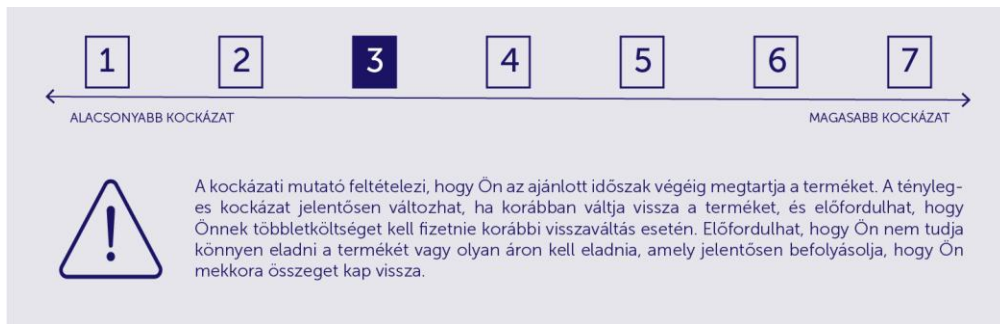 1 2 3 4 5 6 7
ALACSONYABB KOCKÁZAT MAGASABB KOCKÁZAT
A kockázati mutató feltételezi, hogy Ön az ajánlott időszak végéig megtartja a terméket. A tényleg-
es kockázat jelentősen változhat, ha korábban váltja vissza a terméket, és előfordulhat, hogy
Önnek többletköltséget kell fizetnie korábbi visszaváltás esetén. Előfordulhat, hogy Ön nem tudja
könnyen eladni a termékét vagy olyan áron kell eladnia, amely jelentősen befolyásolja, hogy Ön
mekkora összeget kap vissza.